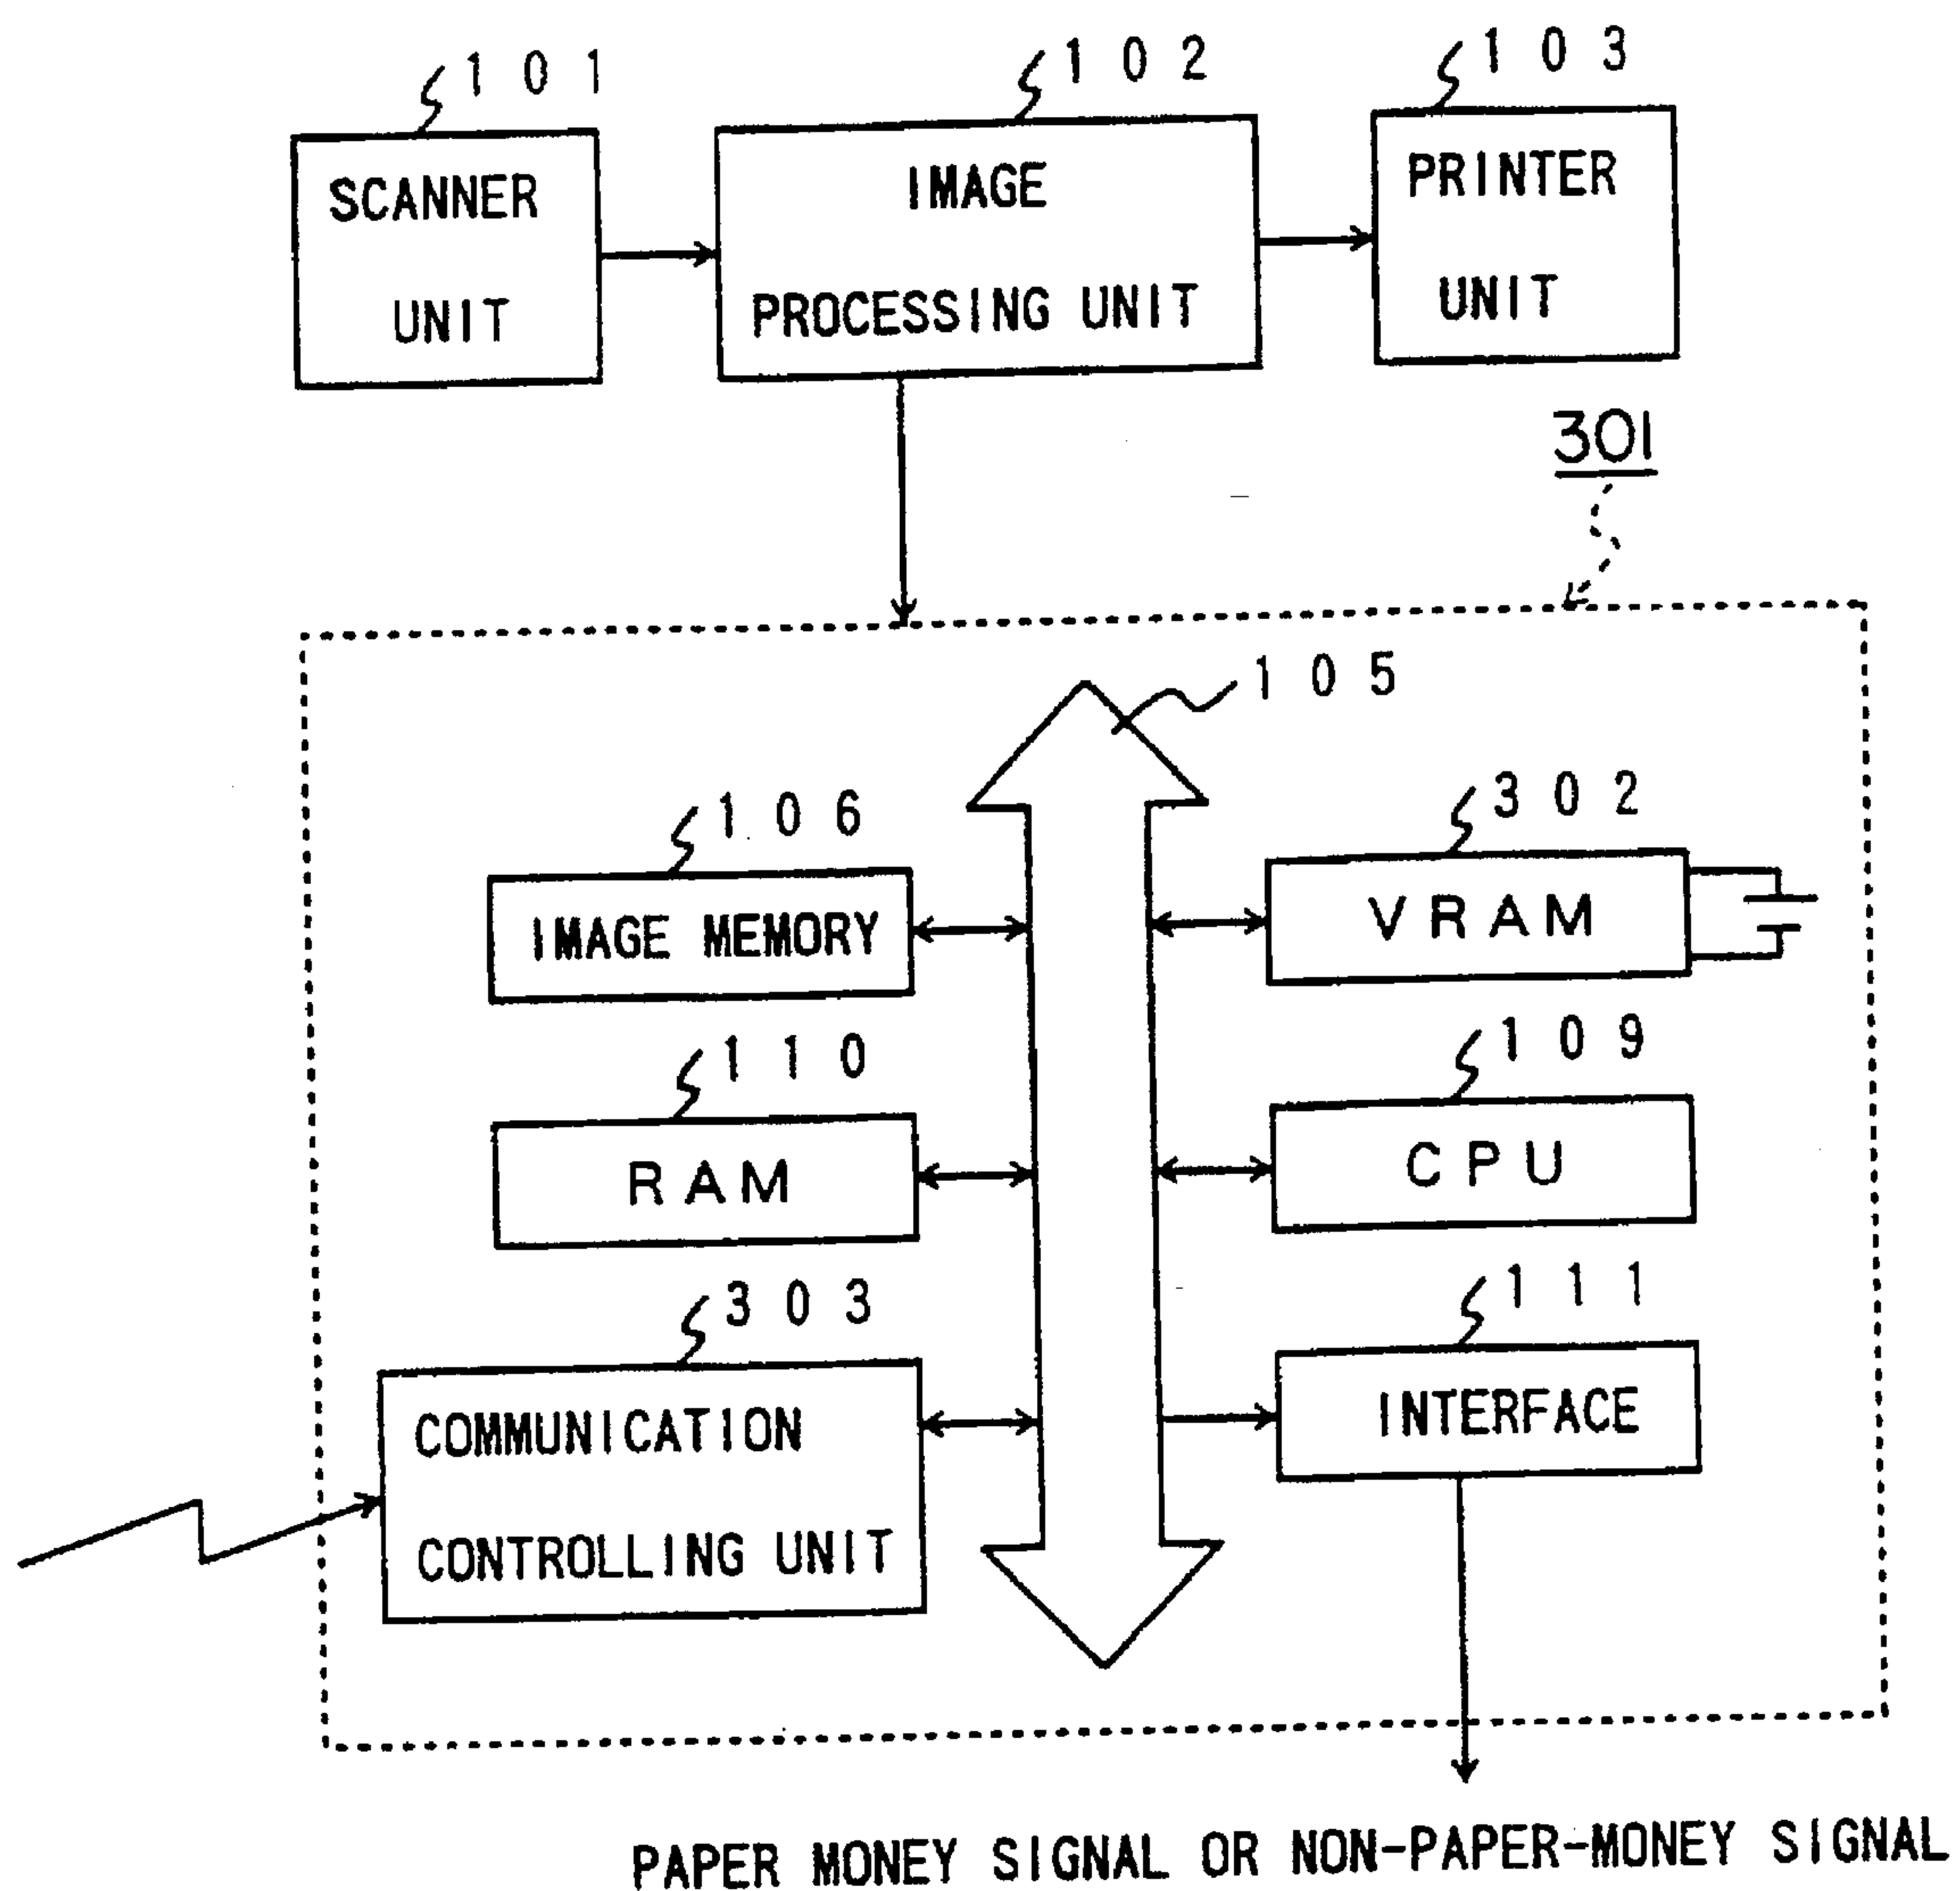 101
102
103
SCANNER
UNIT
IMAGE
PROCESSING UNIT
PRINTER
UNIT
301
105
106
302
IMAGE MEMORY
VRAM
110
109
RAM
CPU
303
111
COMMUNICATION
CONTROLLING UNIT
INTERFACE
PAPER MONEY SIGNAL OR NON-PAPER-MONEY SIGNAL